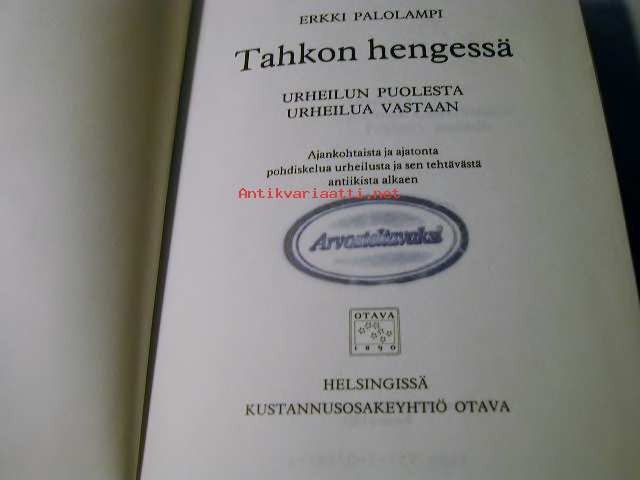 ERKKI PALOLAMPI
Tahkon hengessä
URHEILUN PUOLESTA
URHEILUA VASTAAN
Ajankohtaista ja ajatonta
pohdiskelua urheilusta ja sen tehtävästä
antiikista alkaen
Antikvariaatti.net
Arvosteltavaksi
OTAVA
1890
HELSINGISSÄ
KUSTANNUSOSAKEYHTIÖ OTAVA